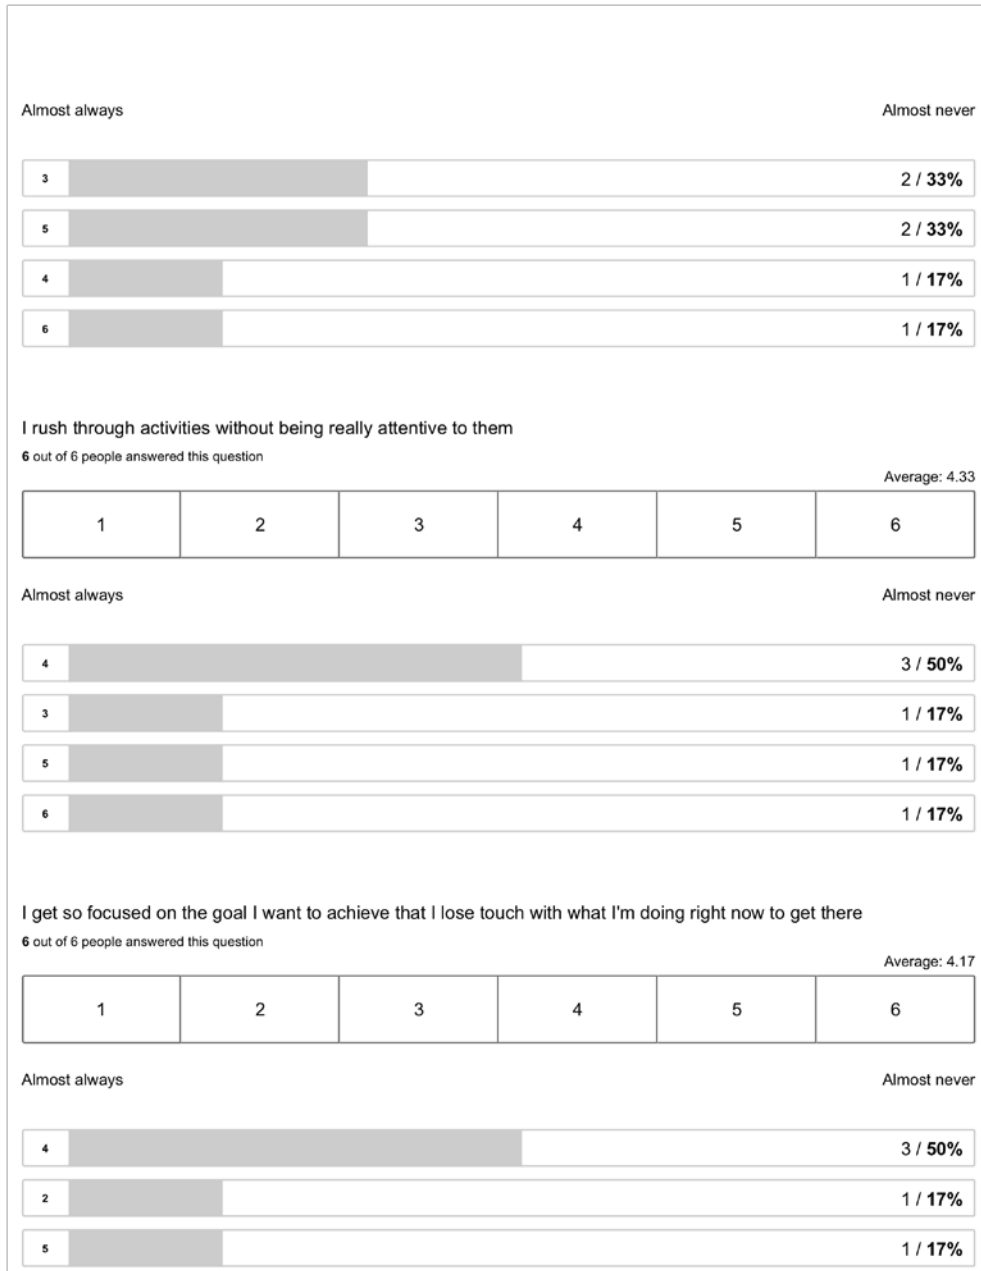 Almost always Almost never
3 2 / 33%
5 2 / 33%
4 1 / 17%
6 1 / 17%
I rush through activities without being really attentive to them
6 out of 6 people answered this question
Average: 4.33
1 2 3 4 5 6
Almost always Almost never
4 3 / 50%
3 1 / 17%
5 1 / 17%
6 1 / 17%
I get so focused on the goal I want to achieve that I lose touch with what I'm doing right now to get there
6 out of 6 people answered this question
Average: 4.17
1 2 3 4 5 6
Almost always Almost never
4 3 / 50%
2 1 / 17%
5 1 / 17%